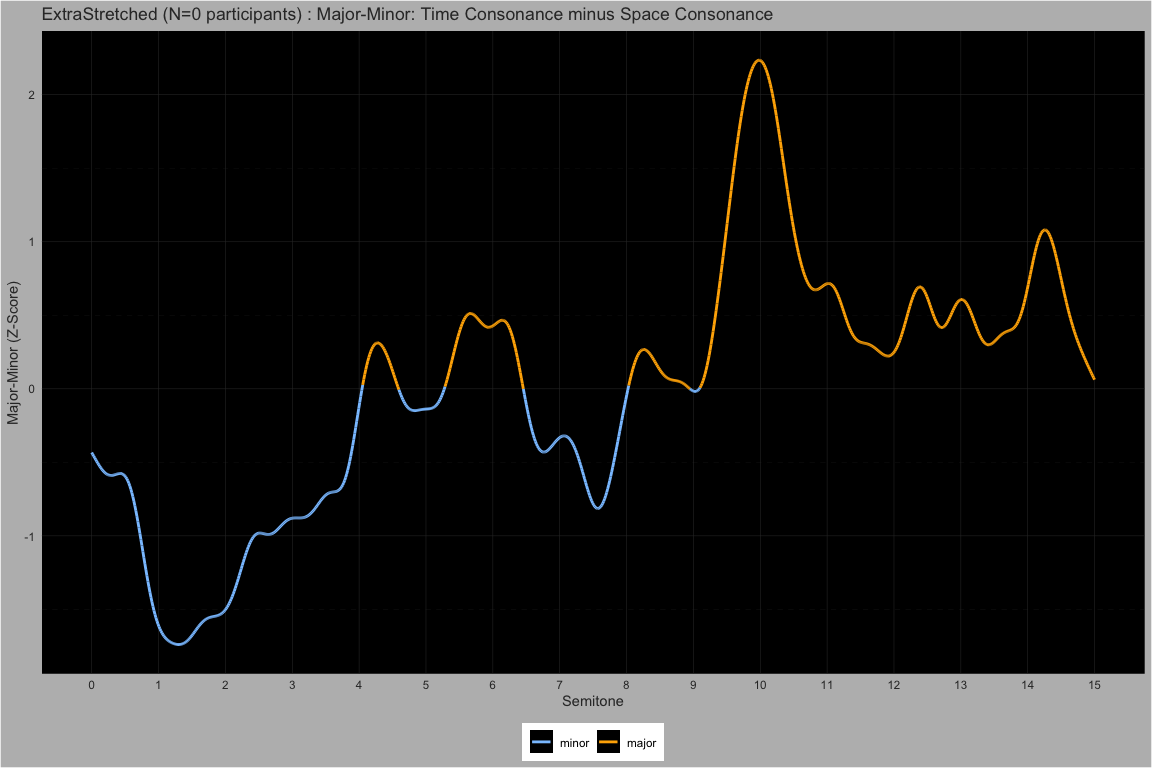 ExtraStretched (N=0 participants) : Major-Minor: Time Consonance minus Space Consonance
Major-Minor (Z-Score)
2
1
0
-1
0 1 2 3 4 5 6 7 8 9 10 11 12 13 14 15
Semitone
minor major